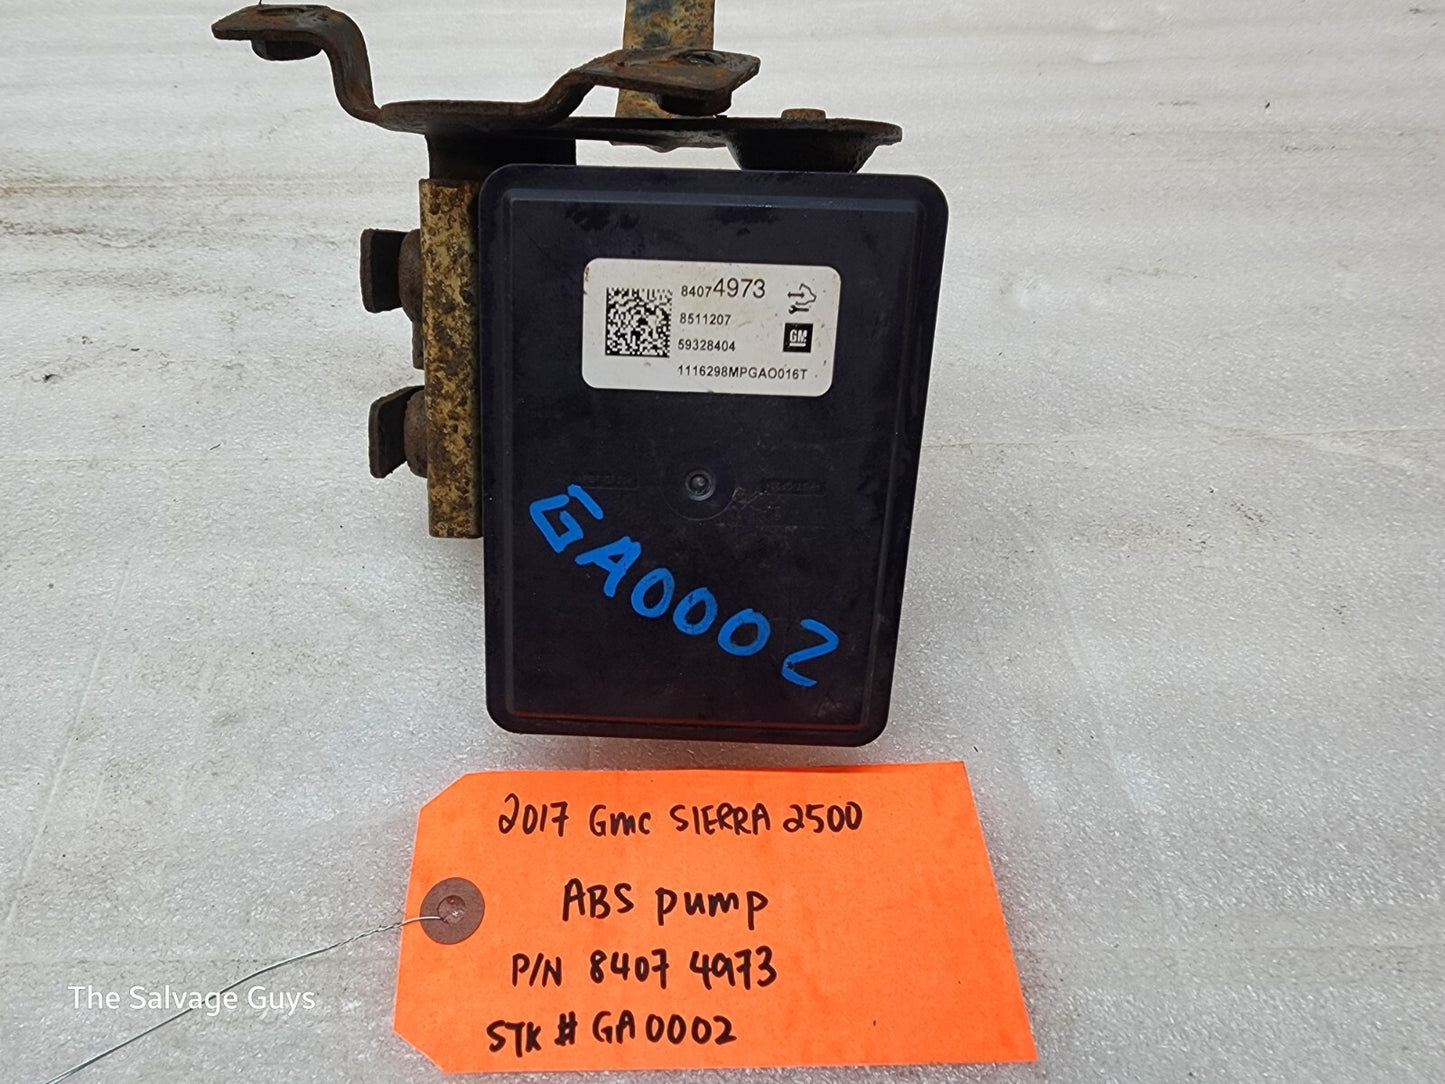 84074973
8511207
GM
59328404
1116298MPGAO016T
GA0002
2017 GMC SIERRA 2500
ABS PUMP
P/N 8407 4973
STK # GA0002
The Salvage Guys